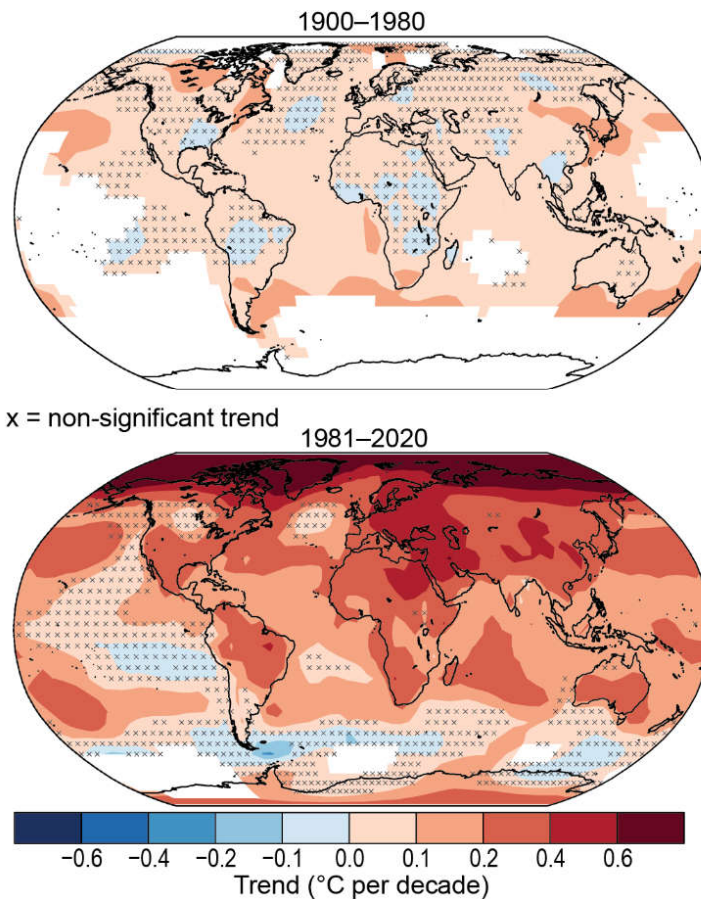 1900–1980
x = non-significant trend
1981–2020
−0.6 −0.4 −0.2 −0.1 0.0 0.1 0.2 0.4 0.6
Trend (°C per decade)